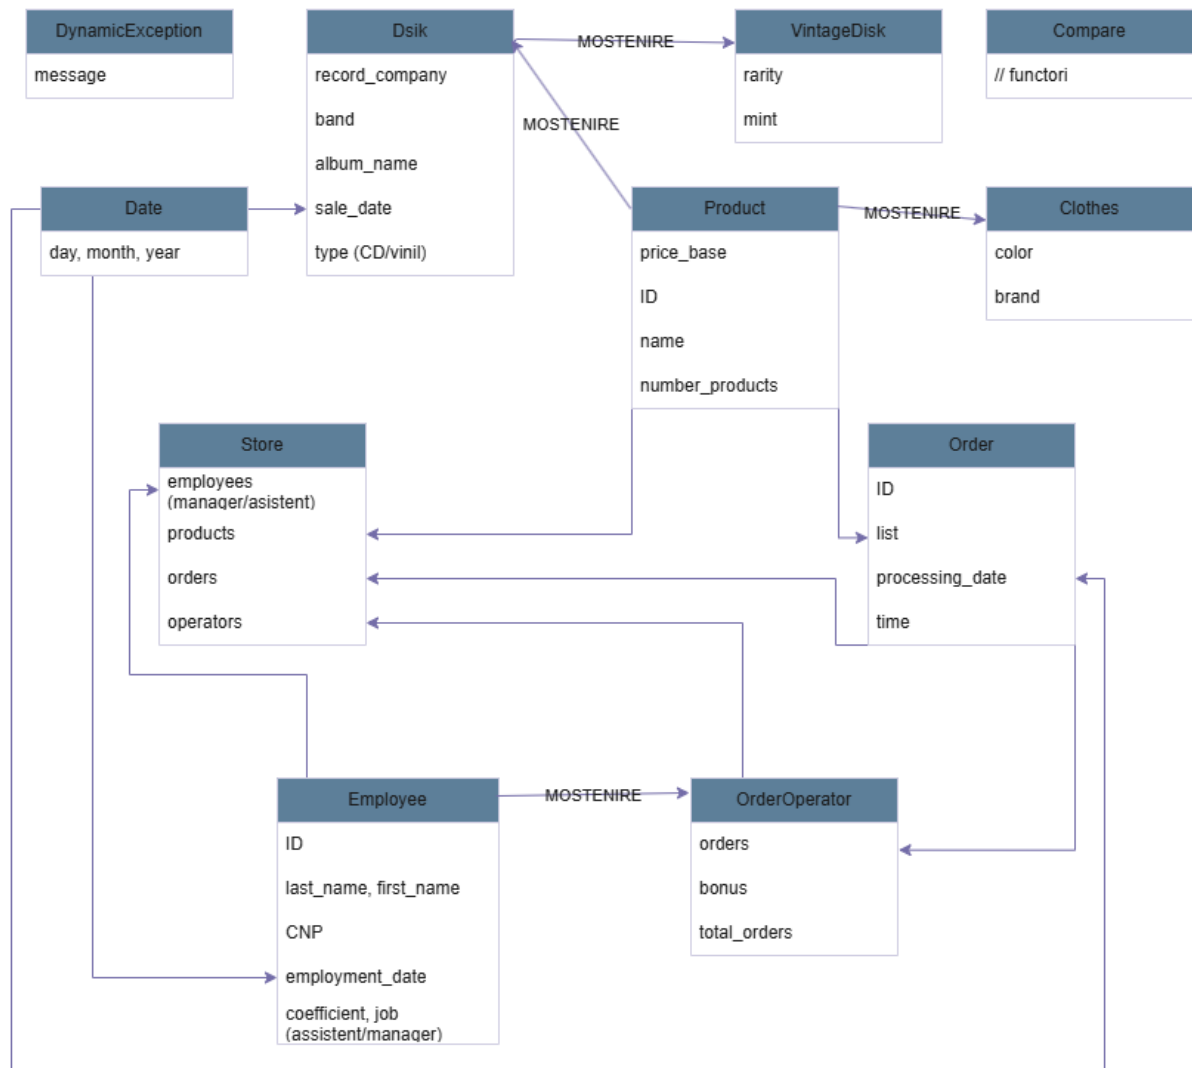 DynamicException
message
Dsik
record_company
band
album_name
sale_date
type (CD/vinil)
MOSTENIRE
VintageDisk
rarity
mint
Compare
// functori
MOSTENIRE
Date
day, month, year
Product
price_base
ID
name
number_products
MOSTENIRE
Clothes
color
brand
Store
employees
(manager/asistent)
products
orders
operators
Order
ID
list
processing_date
time
Employee
ID
last_name, first_name
CNP
employment_date
coefficient, job
(assistent/manager)
MOSTENIRE
OrderOperator
orders
bonus
total_orders